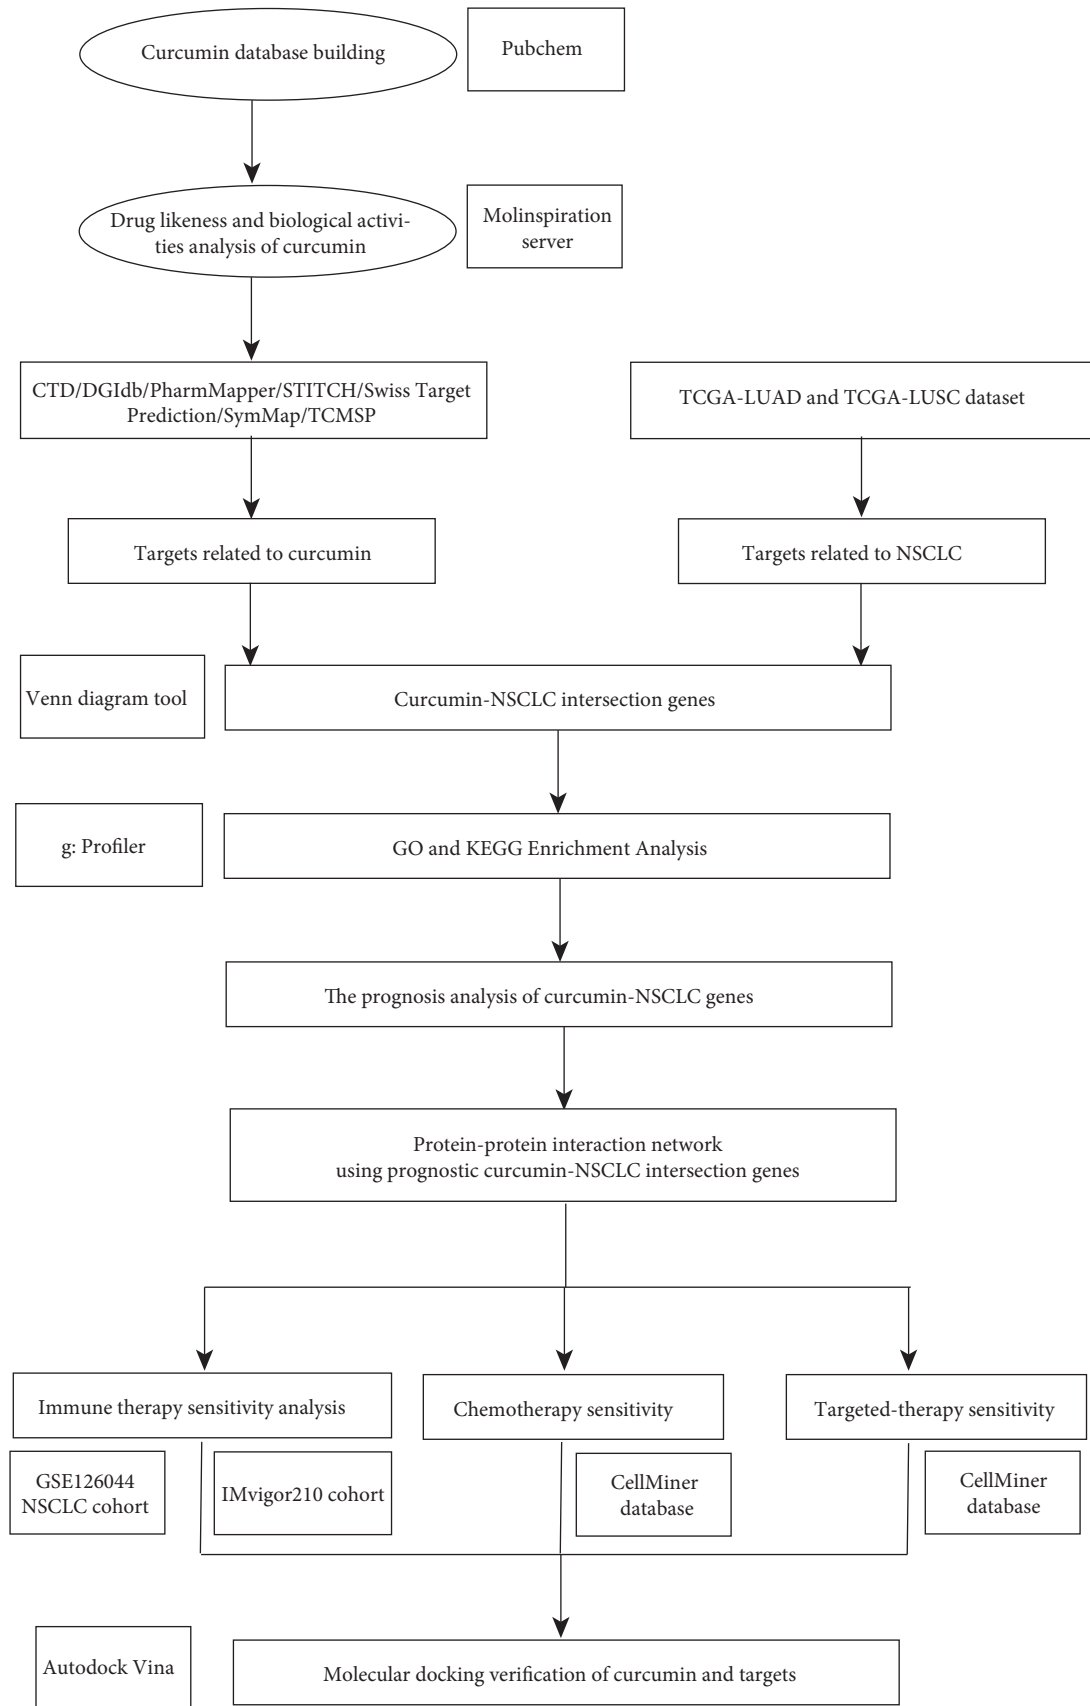 Curcumin database building
Pubchem
Drug likeness and biological activi-
ties analysis of curcumin
Molinspiration
server
CTD/DGIdb/PharmMapper/STITCH/Swiss Target
Prediction/SymMap/TCMSP
TCGA-LUAD and TCGA-LUSC dataset
Targets related to curcumin
Targets related to NSCLC
Venn diagram tool
Curcumin-NSCLC intersection genes
g: Profiler
GO and KEGG Enrichment Analysis
The prognosis analysis of curcumin-NSCLC genes
Protein-protein interaction network
using prognostic curcumin-NSCLC intersection genes
Immune therapy sensitivity analysis
Chemotherapy sensitivity
Targeted-therapy sensitivity
GSE126044
NSCLC cohort
IMvigor210 cohort
CellMiner
database
CellMiner
database
Autodock Vina
Molecular docking verification of curcumin and targets